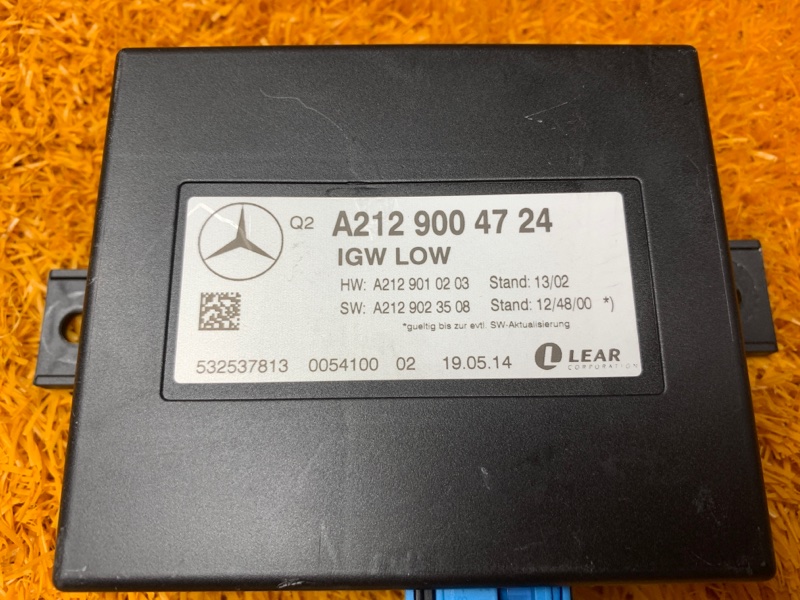 Q2 A212 900 47 24
IGW LOW
HW: A212 901 02 03 Stand: 13/02
SW: A212 902 35 08 Stand: 12/48/00 *)
*gueltig bis zur evtl. SW-Aktualisierung
532537813 0054100 02 19.05.14 LEAR
CORPORATION